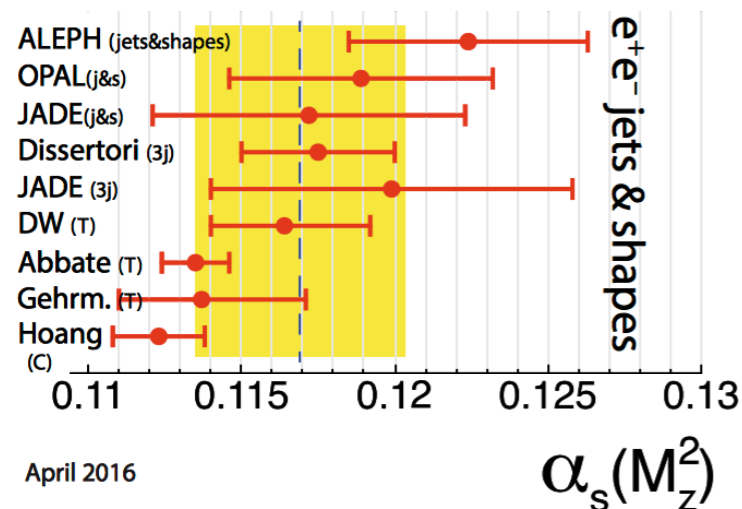 ALEPH (jets&shapes)
OPAL(j&s)
JADE(j&s)
Dissertori (3j)
JADE (3j)
DW (T)
Abbate (T)
Gehrm. (T)
Hoang
(C)
e⁺e⁻ jets & shapes
0.11 0.115 0.12 0.125 0.13
April 2016
αₛ(M_z²)